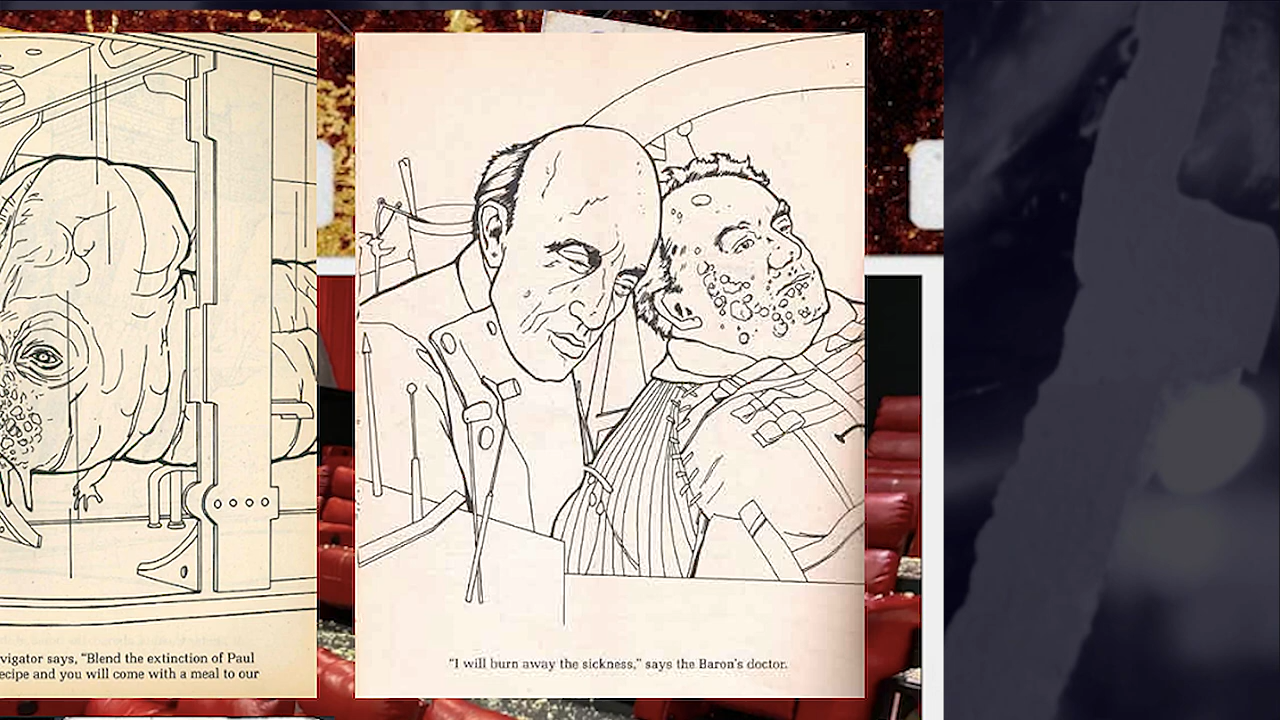 vigator says, "Blend the extinction of Paul
ecipe and you will come with a meal to our
"I will burn away the sickness," says the Baron's doctor.